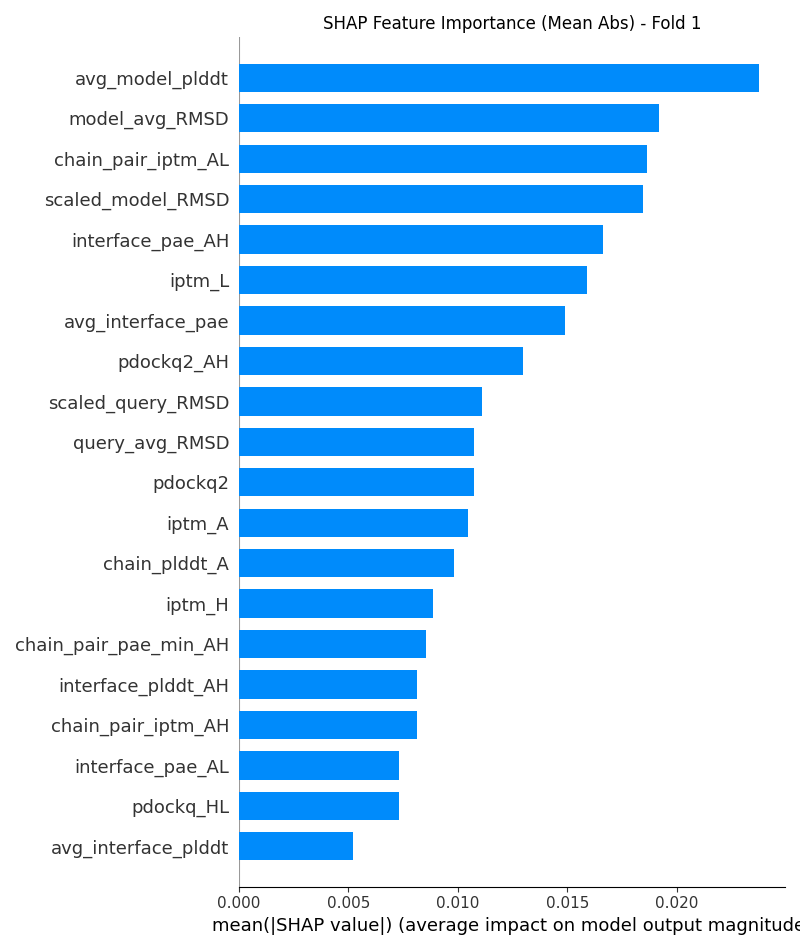 SHAP Feature Importance (Mean Abs) - Fold 1
avg_model_plddt
model_avg_RMSD
chain_pair_iptm_AL
scaled_model_RMSD
interface_pae_AH
iptm_L
avg_interface_pae
pdockq2_AH
scaled_query_RMSD
query_avg_RMSD
pdockq2
iptm_A
chain_plddt_A
iptm_H
chain_pair_pae_min_AH
interface_plddt_AH
chain_pair_iptm_AH
interface_pae_AL
pdockq_HL
avg_interface_plddt
0.000 0.005 0.010 0.015 0.020
mean(|SHAP value|) (average impact on model output magnitude